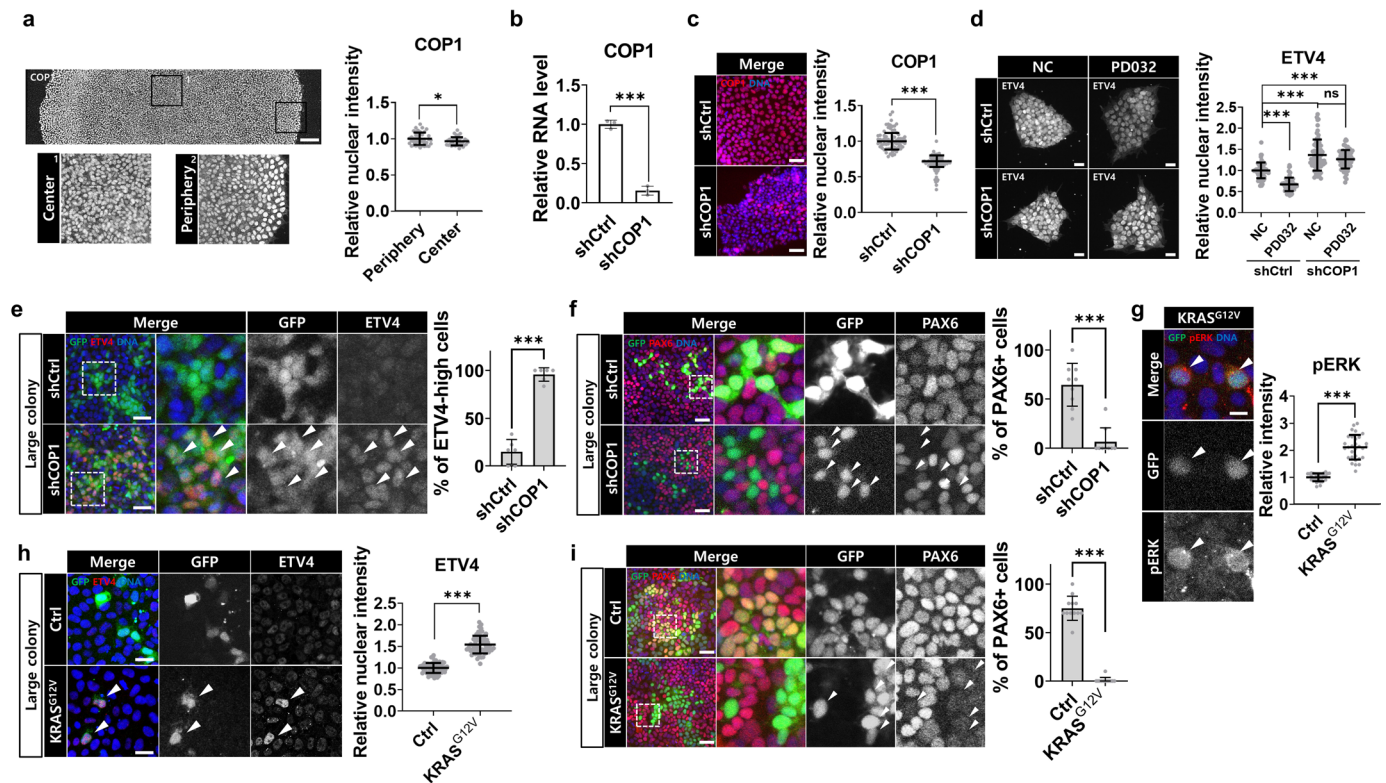 a
COP1
1
2
Center
1
Periphery
2
COP1
Relative nuclear intensity
*
1.5
1.0
0.5
0.0
Periphery
Center
b
COP1
Relative RNA level
***
1.5
1.0
0.5
0.0
shCtrl
shCOP1
c
Merge
COP1 DNA
shCtrl
shCOP1
COP1
Relative nuclear intensity
***
1.5
1.0
0.5
0.0
shCtrl
shCOP1
d
NC
PD032
shCtrl
ETV4
ETV4
shCOP1
ETV4
ETV4
ETV4
Relative nuclear intensity
***
*** ns
***
2.5
2.0
1.5
1.0
0.5
0.0
NC
PD032
NC
PD032
shCtrl
shCOP1
e
Merge
GFP
ETV4
Large colony
shCtrl
shCOP1
GFP ETV4 DNA
% of ETV4-high cells
***
100
50
0
shCtrl
shCOP1
f
Merge
GFP
PAX6
Large colony
shCtrl
shCOP1
GFP PAX6 DNA
% of PAX6+ cells
***
100
50
0
shCtrl
shCOP1
g
KRASG12V
GFP pERK DNA
Merge
GFP
pERK
pERK
Relative intensity
***
4
3
2
1
0
Ctrl
KRASG12V
h
Merge
GFP
ETV4
Large colony
Ctrl
KRASG12V
GFP ETV4 DNA
ETV4
Relative nuclear intensity
***
2.5
2.0
1.5
1.0
0.5
0.0
Ctrl
KRAS G12V
i
Merge
GFP
PAX6
Large colony
Ctrl
KRASG12V
GFP PAX6 DNA
% of PAX6+ cells
***
100
50
0
Ctrl
KRAS G12V